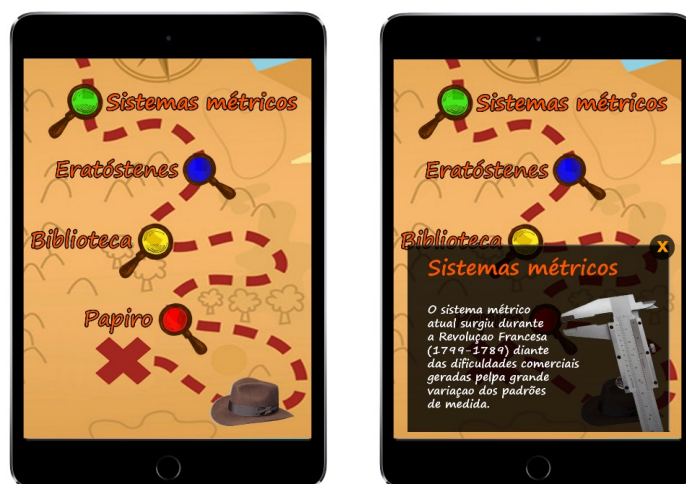 Sistemas métricos
Eratóstenes
Biblioteca
Papiro
Sistemas métricos
Eratóstenes
Biblioteca
X
Sistemas métricos
O sistema métrico
atual surgiu durante
a Revoluçao Francesa
(1799-1789) diante
das dificuldades comerciais
geradas pelpa grande
variaçao dos padrões
de medida.